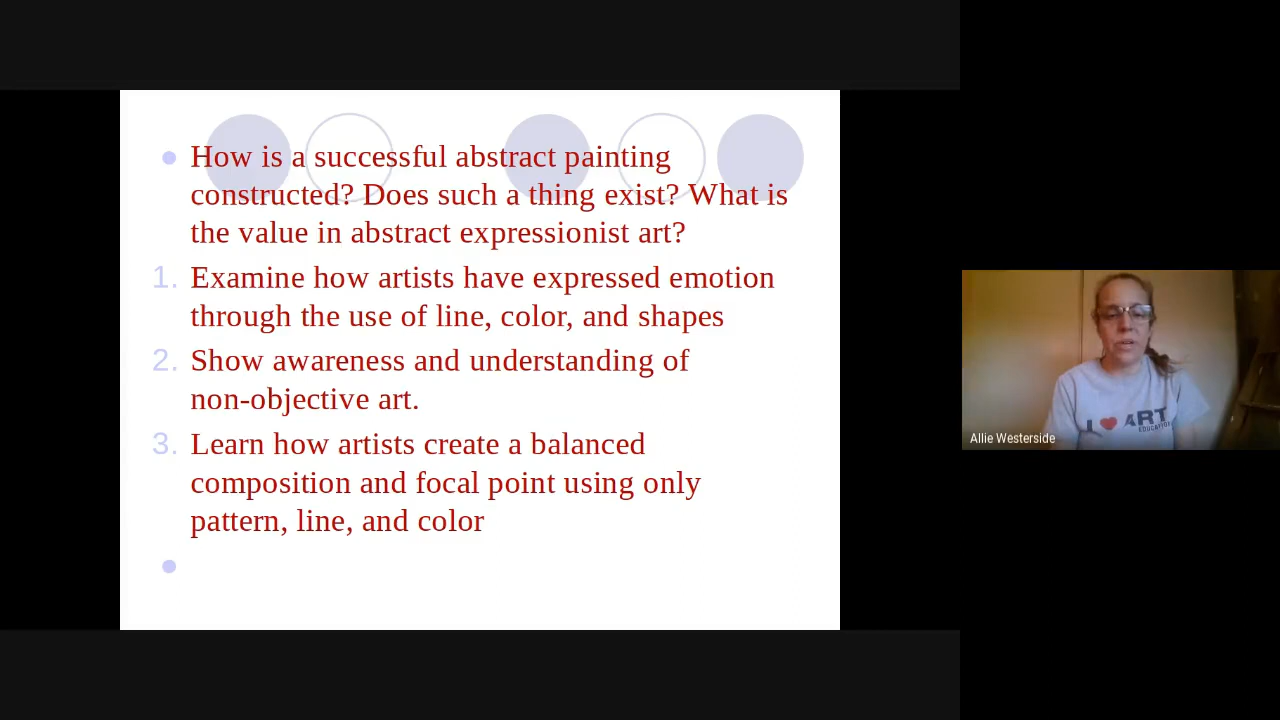 How is a successful abstract painting
constructed? Does such a thing exist? What is
the value in abstract expressionist art?
1. Examine how artists have expressed emotion
through the use of line, color, and shapes
2. Show awareness and understanding of
non-objective art.
3. Learn how artists create a balanced
composition and focal point using only
pattern, line, and color
I ART
EDUCATION
Allie Westerside